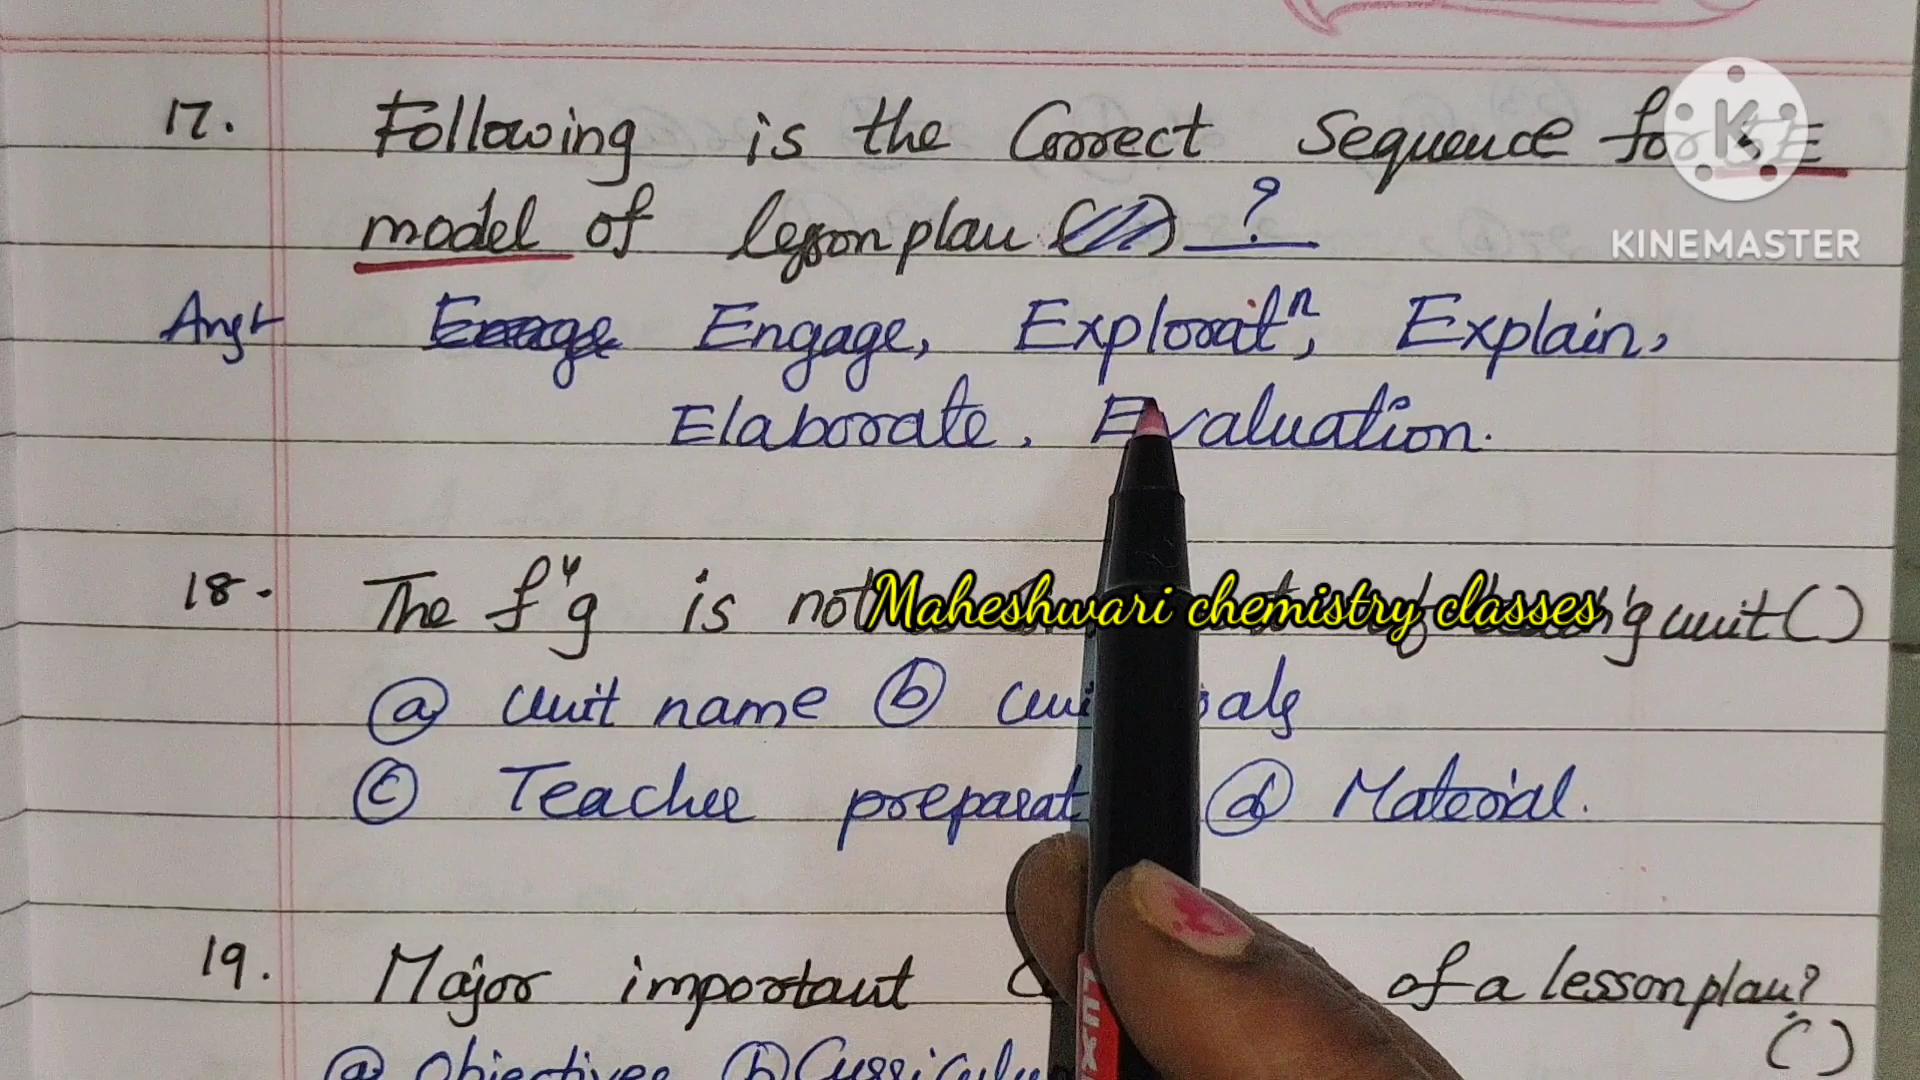 17. Following is the Correct Sequence for 5E
KINEMASTER
model of lesson plan ?
Ans:- Engage, Explorat^n, Explain,
Elaborate, Evaluation.
18. The f"g is not unit ( )
Maheshwari chemistry classes
(a) unit name (b)
(c) Teacher preparat (d) Material.
19. Major important of a lesson plan?
( )
(a) Objectives (b) Curriculum